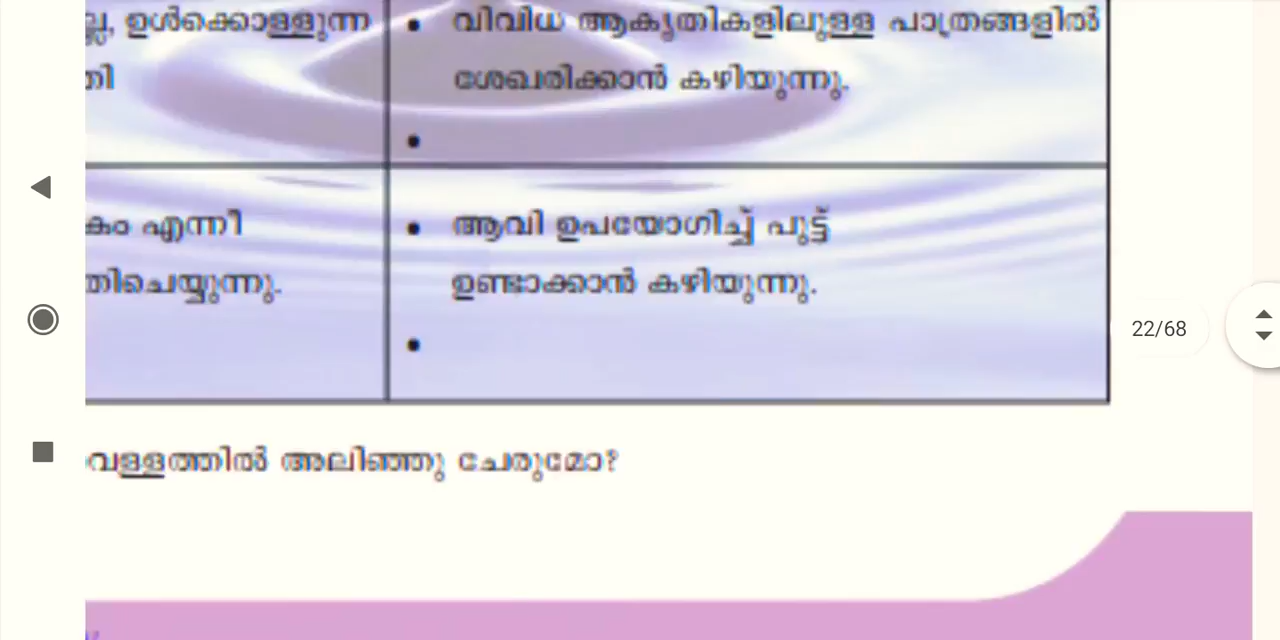 ഉൾക്കൊള്ളുന്ന
• വിവിധ ആകൃതികളിലുള്ള പാത്രങ്ങളിൽ
ശേഖരിക്കാൻ കഴിയുന്നു.
•
എന്നീ
• ആവി ഉപയോഗിച്ച് പുട്ട്
ഉണ്ടാക്കാൻ കഴിയുന്നു.
•
22/68
വെള്ളത്തിൽ അലിഞ്ഞു ചേരുമോ?